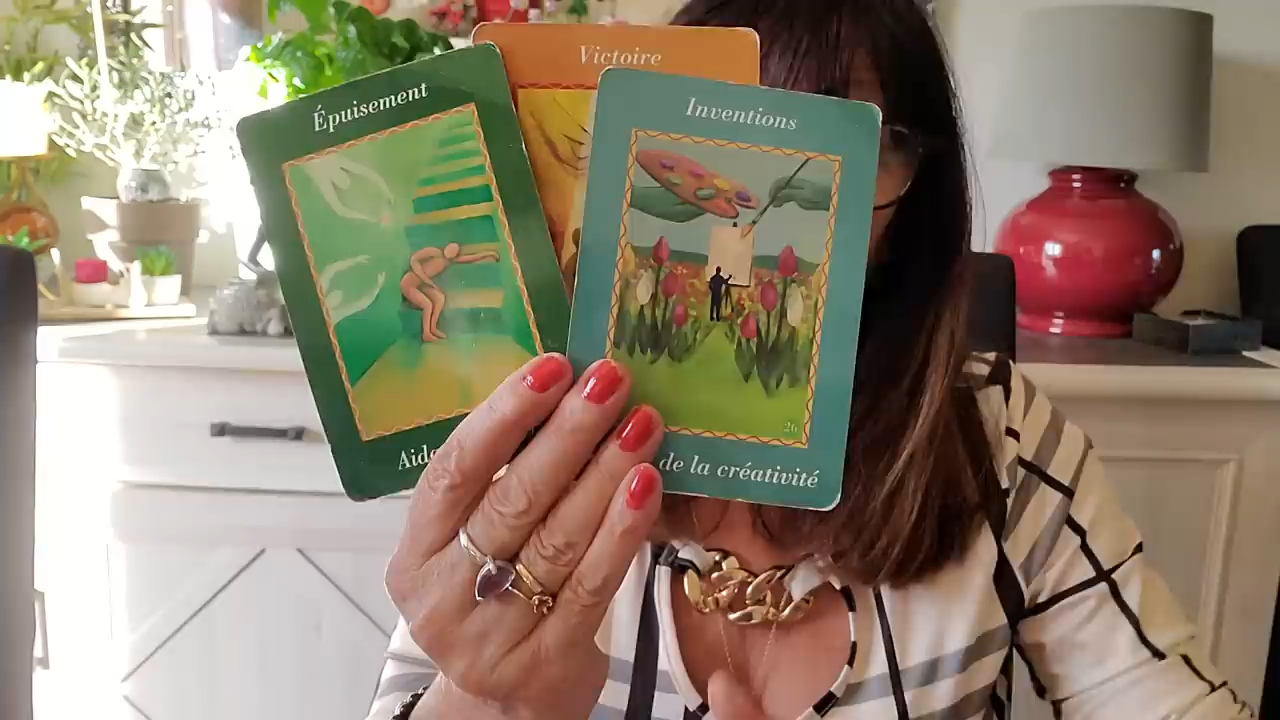 Épuisement
Victoire
Inventions
26
Aide
de la créativité